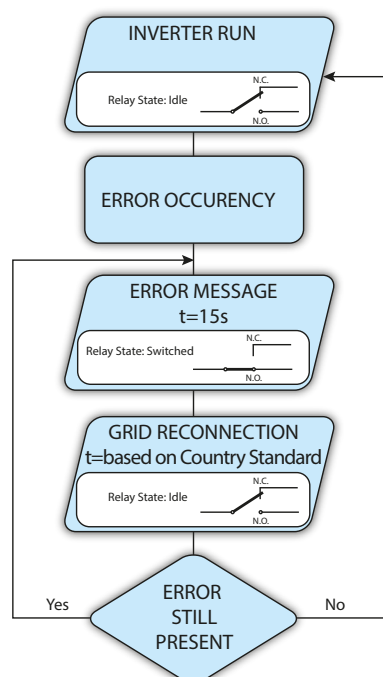 INVERTER RUN
N.C.
Relay State: Idle
N.O.
ERROR OCCURENCY
ERROR MESSAGE
t=15s
N.C.
Relay State: Switched
N.O.
GRID RECONNECTION
t=based on Country Standard
N.C.
Relay State: Idle
N.O.
Yes
ERROR
STILL
PRESENT
No